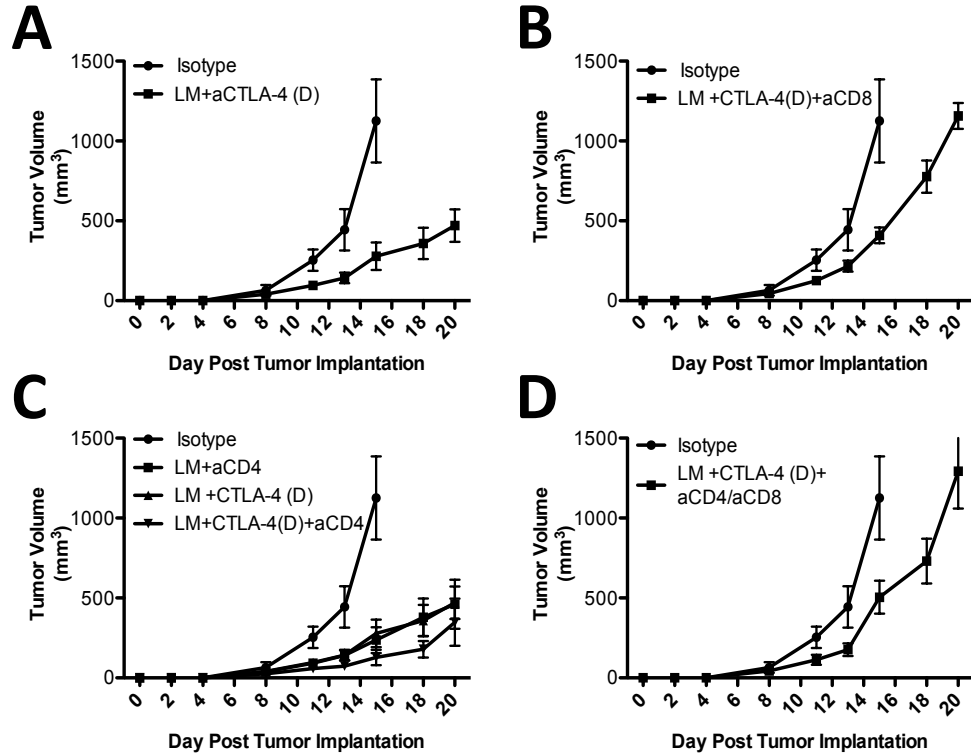 A
Isotype
LM+aCTLA-4 (D)
1500
1000
500
0
Tumor Volume
(mm³)
0 2 4 6 8 10 12 14 16 18 20
Day Post Tumor Implantation
B
Isotype
LM +CTLA-4(D)+aCD8
1500
1000
500
0
Tumor Volume
(mm³)
0 2 4 6 8 10 12 14 16 18 20
Day Post Tumor Implantation
C
Isotype
LM+aCD4
LM +CTLA-4 (D)
LM+CTLA-4(D)+aCD4
1500
1000
500
0
Tumor Volume
(mm³)
0 2 4 6 8 10 12 14 16 18 20
Day Post Tumor Implantation
D
Isotype
LM +CTLA-4 (D)+
aCD4/aCD8
1500
1000
500
0
Tumor Volume
(mm³)
0 2 4 6 8 10 12 14 16 18 20
Day Post Tumor Implantation